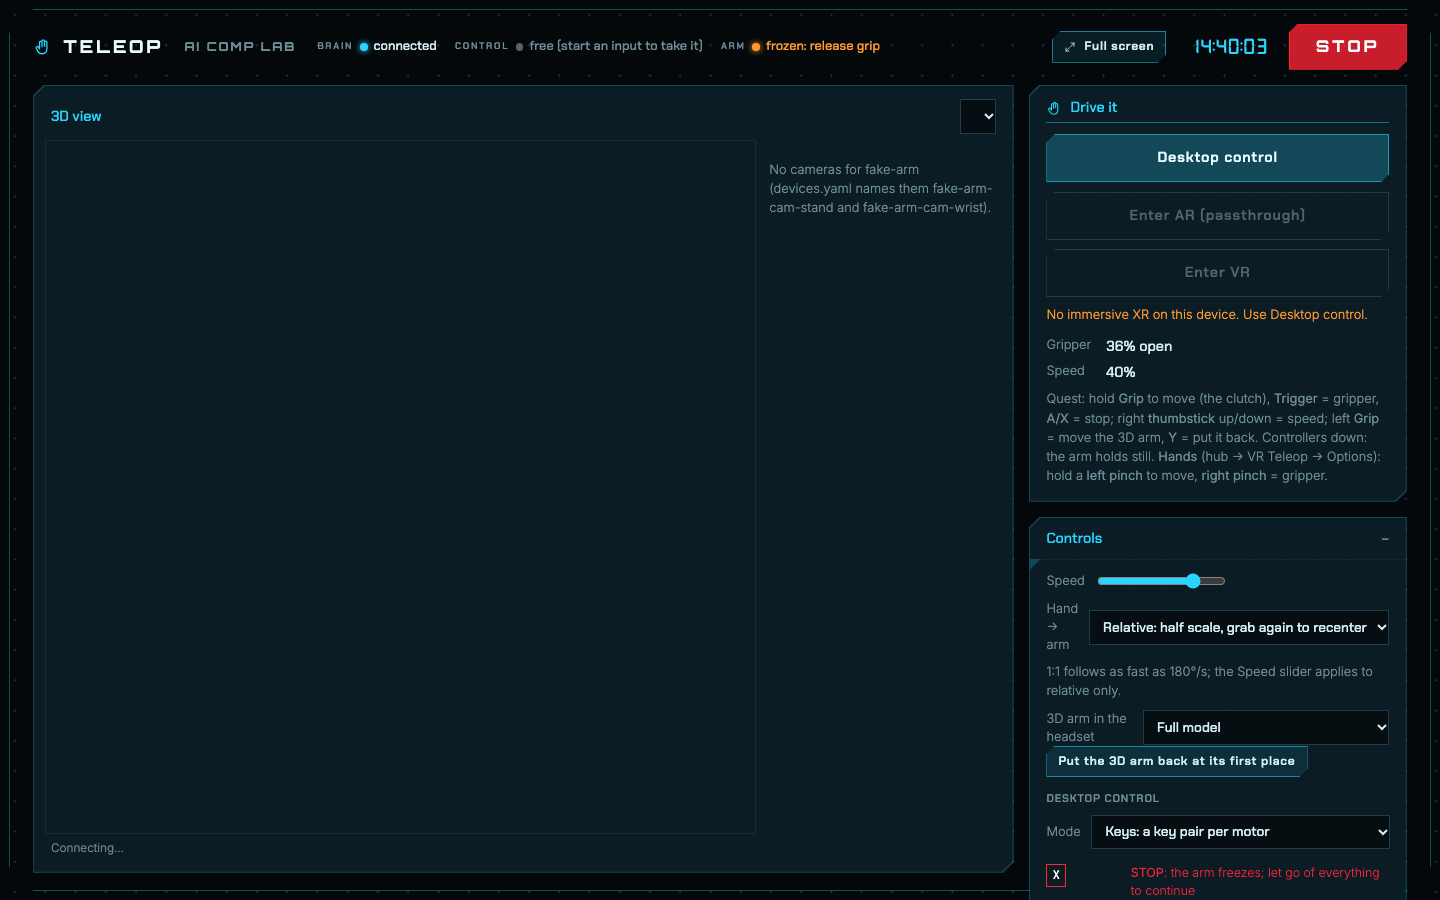 TELEOP AI COMP LAB BRAIN connected CONTROL free (start an input to take it) ARM frozen: release grip Full screen 14:40:03 STOP
3D view
No cameras for fake-arm
(devices.yaml names them fake-arm-
cam-stand and fake-arm-cam-wrist).
Connecting...
Drive it
Desktop control
Enter AR (passthrough)
Enter VR
No immersive XR on this device. Use Desktop control.
Gripper 36% open
Speed 40%
Quest: hold Grip to move (the clutch), Trigger = gripper,
A/X = stop; right thumbstick up/down = speed; left Grip
= move the 3D arm, Y = put it back. Controllers down:
the arm holds still. Hands (hub → VR Teleop → Options):
hold a left pinch to move, right pinch = gripper.
Controls –
Speed
Hand
→
arm
Relative: half scale, grab again to recenter
1:1 follows as fast as 180°/s; the Speed slider applies to
relative only.
3D arm in the
headset
Full model
Put the 3D arm back at its first place
DESKTOP CONTROL
Mode Keys: a key pair per motor
X STOP: the arm freezes; let go of everything
to continue